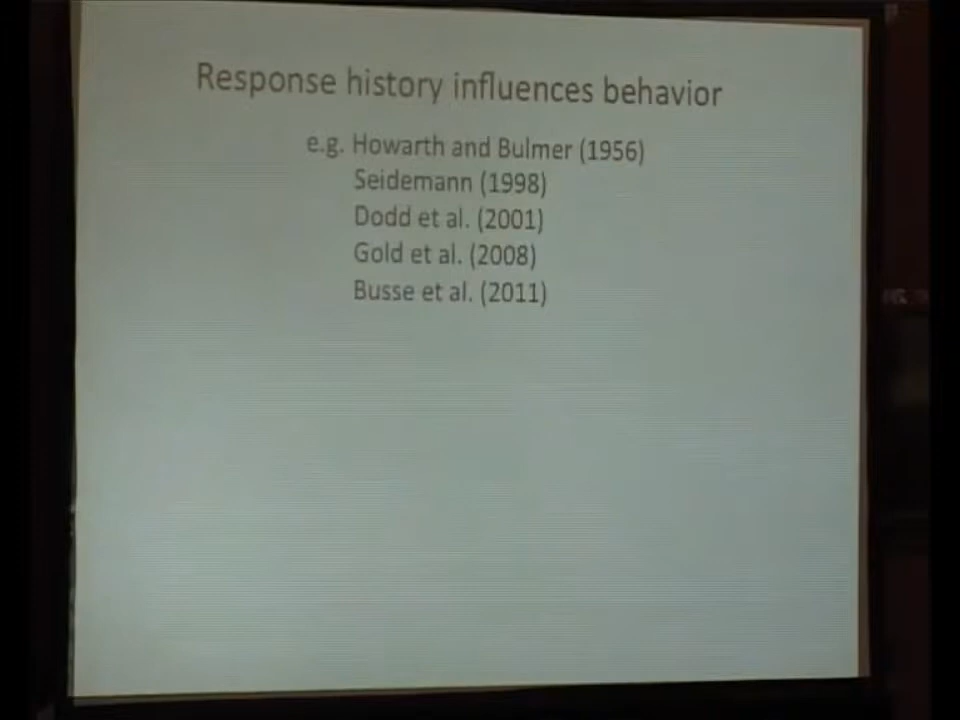 Response history influences behavior
e.g. Howarth and Bulmer (1956)
Seidemann (1998)
Dodd et al. (2001)
Gold et al. (2008)
Busse et al. (2011)